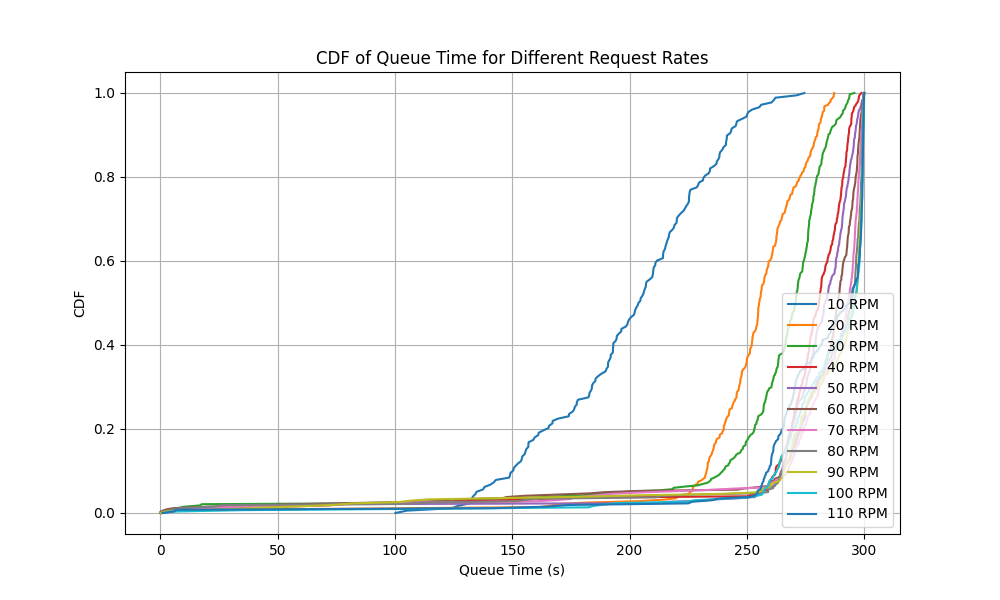 CDF of Queue Time for Different Request Rates
CDF
1.0
0.8
0.6
0.4
0.2
0.0
0
50
100
150
200
250
300
Queue Time (s)
10 RPM
20 RPM
30 RPM
40 RPM
50 RPM
60 RPM
70 RPM
80 RPM
90 RPM
100 RPM
110 RPM